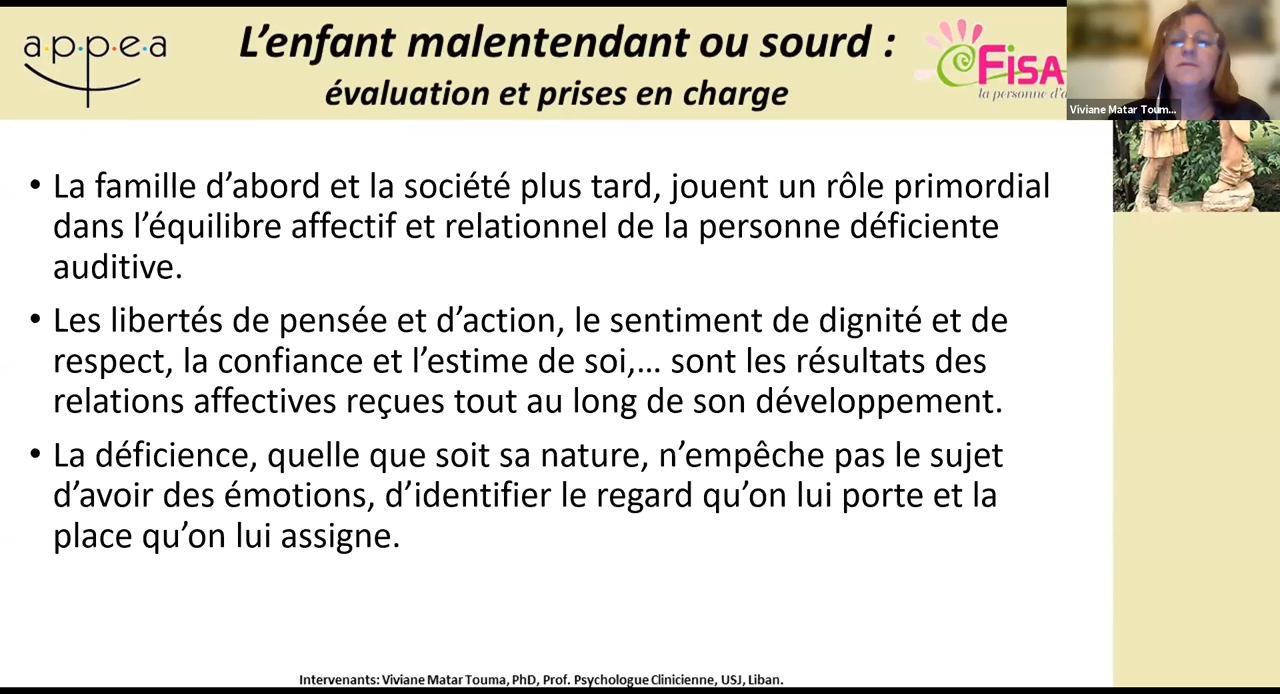 appea
L’enfant malentendant ou sourd :
évaluation et prises en charge
FISA
la personne d’
Viviane Matar Toum...
• La famille d’abord et la société plus tard, jouent un rôle primordial
dans l’équilibre affectif et relationnel de la personne déficiente
auditive.
• Les libertés de pensée et d’action, le sentiment de dignité et de
respect, la confiance et l’estime de soi,... sont les résultats des
relations affectives reçues tout au long de son développement.
• La déficience, quelle que soit sa nature, n’empêche pas le sujet
d’avoir des émotions, d’identifier le regard qu’on lui porte et la
place qu’on lui assigne.
Intervenants: Viviane Matar Touma, PhD, Prof. Psychologue Clinicienne, USJ, Liban.